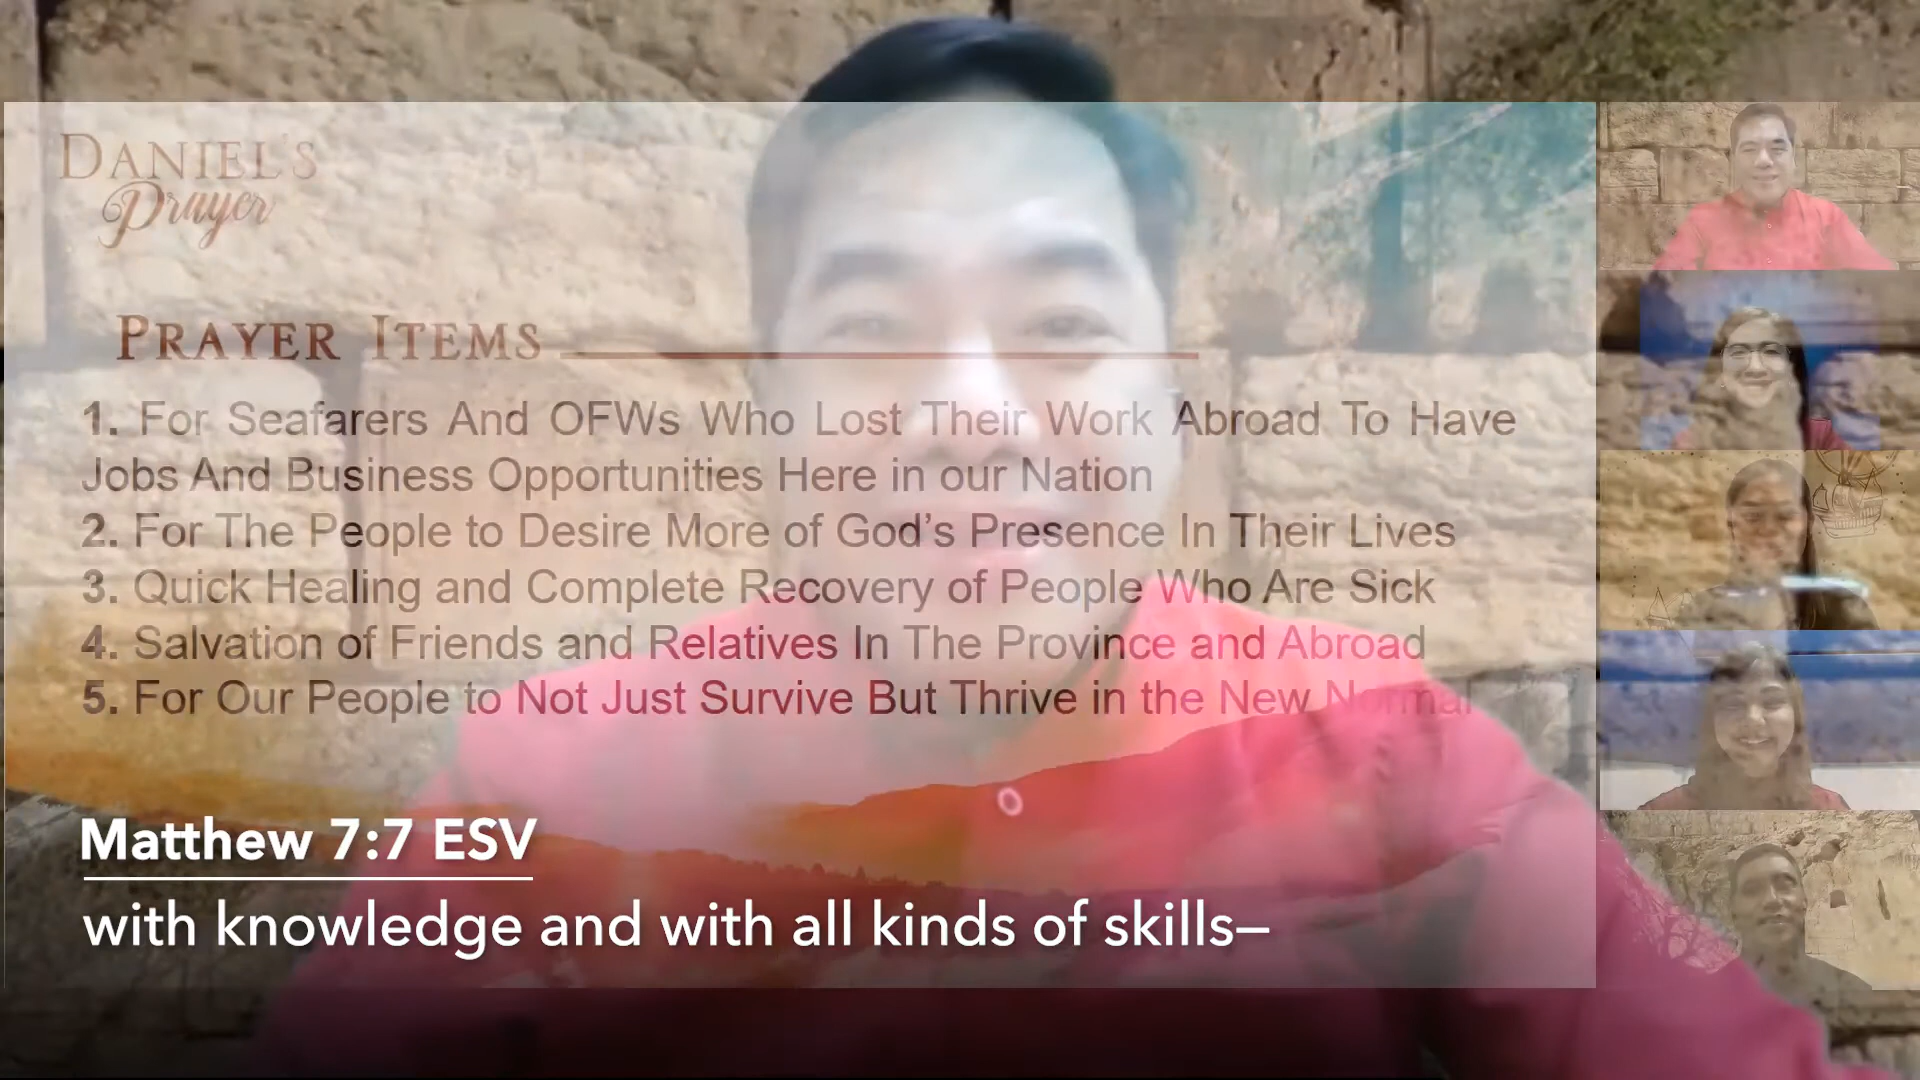 DANIEL'S
Prayer
PRAYER ITEMS
1. For Seafarers And OFWs Who Lost Their Work Abroad To Have
Jobs And Business Opportunities Here in our Nation
2. For The People to Desire More of God's Presence In Their Lives
3. Quick Healing and Complete Recovery of People Who Are Sick
4. Salvation of Friends and Relatives In The Province and Abroad
5. For Our People to Not Just Survive But Thrive in the New Normal
Matthew 7:7 ESV
with knowledge and with all kinds of skills—